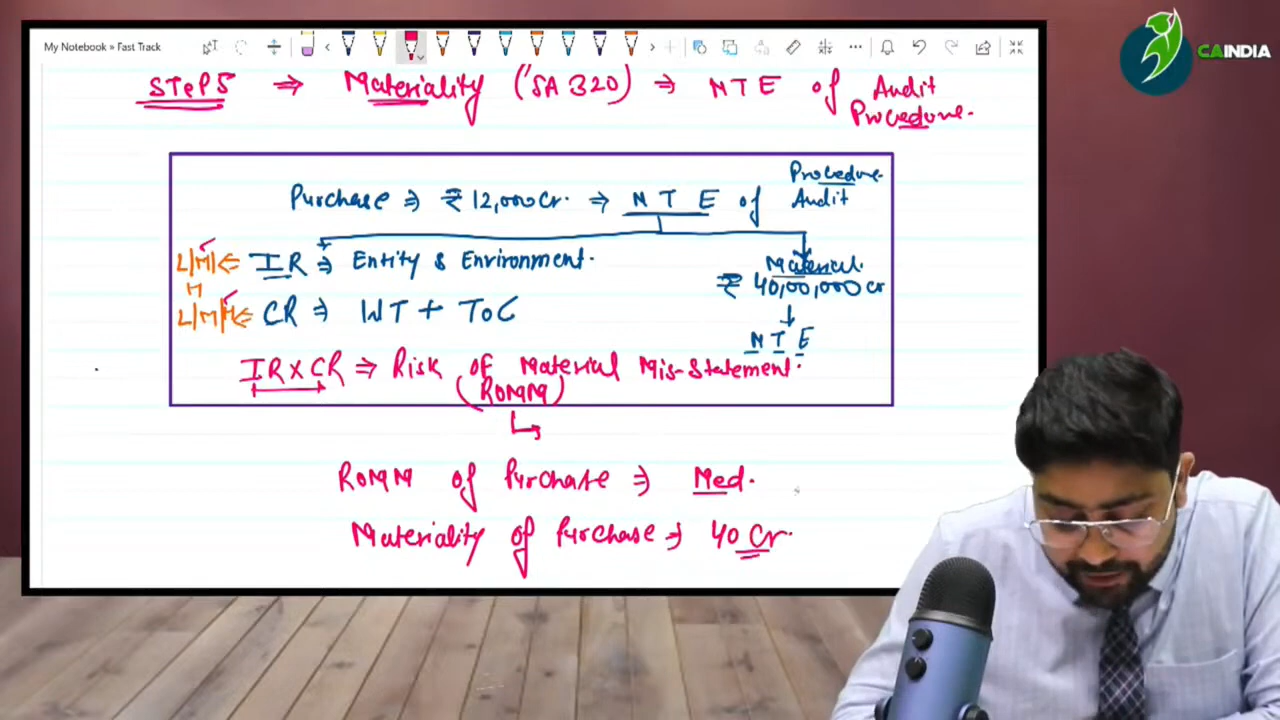 My Notebook » Fast Track
CAINDIA
STEP5 ⇒ Materiality (SA 320) ⇒ NTE of Audit
Procedure.
Purchase ⇒ ₹12,000Cr. ⇒ NTE of Procedure
Audit
L|M|H ⇐ IR ⇒ Entity & Environment.
Material
₹ 40,00,000 cr
M
L|M|H ⇐ CR ⇒ WT + TOC
NTE
IR X CR ⇒ Risk of Material Mis-Statement.
(ROMM)
ROMM of Purchase ⇒ Med.
Materiality of Purchase ⇒ 40 Cr.